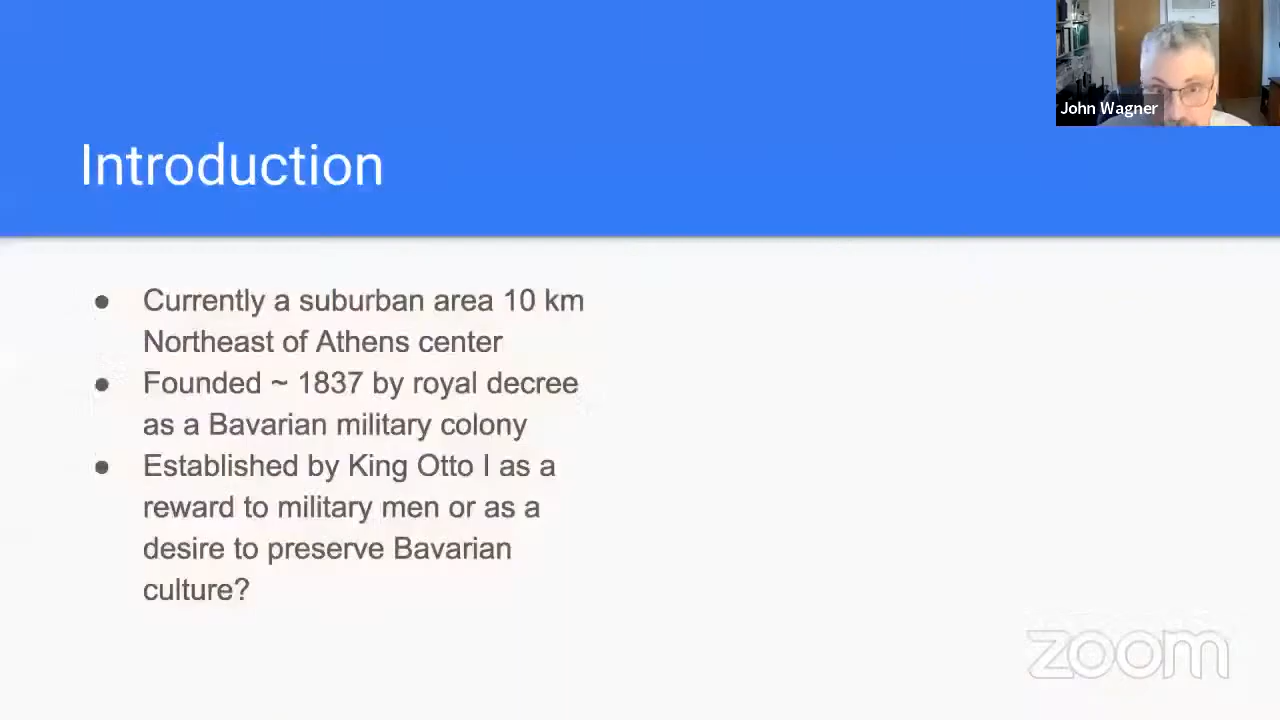 John Wagner
Introduction
● Currently a suburban area 10 km
Northeast of Athens center
● Founded ~ 1837 by royal decree
as a Bavarian military colony
● Established by King Otto I as a
reward to military men or as a
desire to preserve Bavarian
culture?
zoom